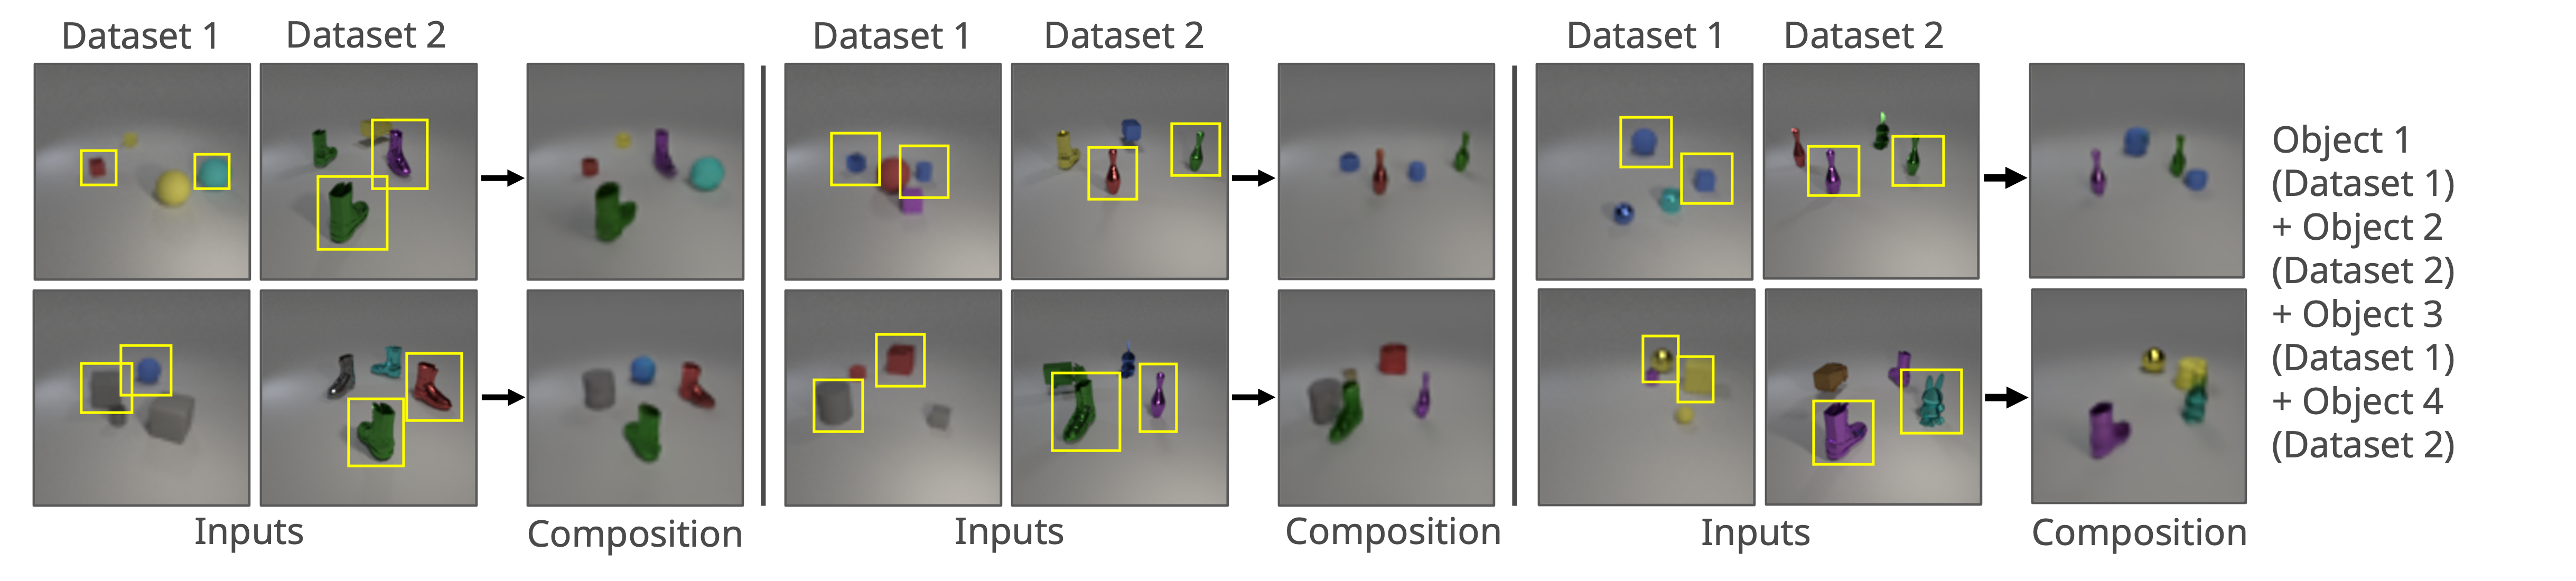 Dataset 1
Dataset 2
Dataset 1
Dataset 2
Dataset 1
Dataset 2
Object 1
(Dataset 1)
+ Object 2
(Dataset 2)
+ Object 3
(Dataset 1)
+ Object 4
(Dataset 2)
Inputs
Composition
Inputs
Composition
Inputs
Composition